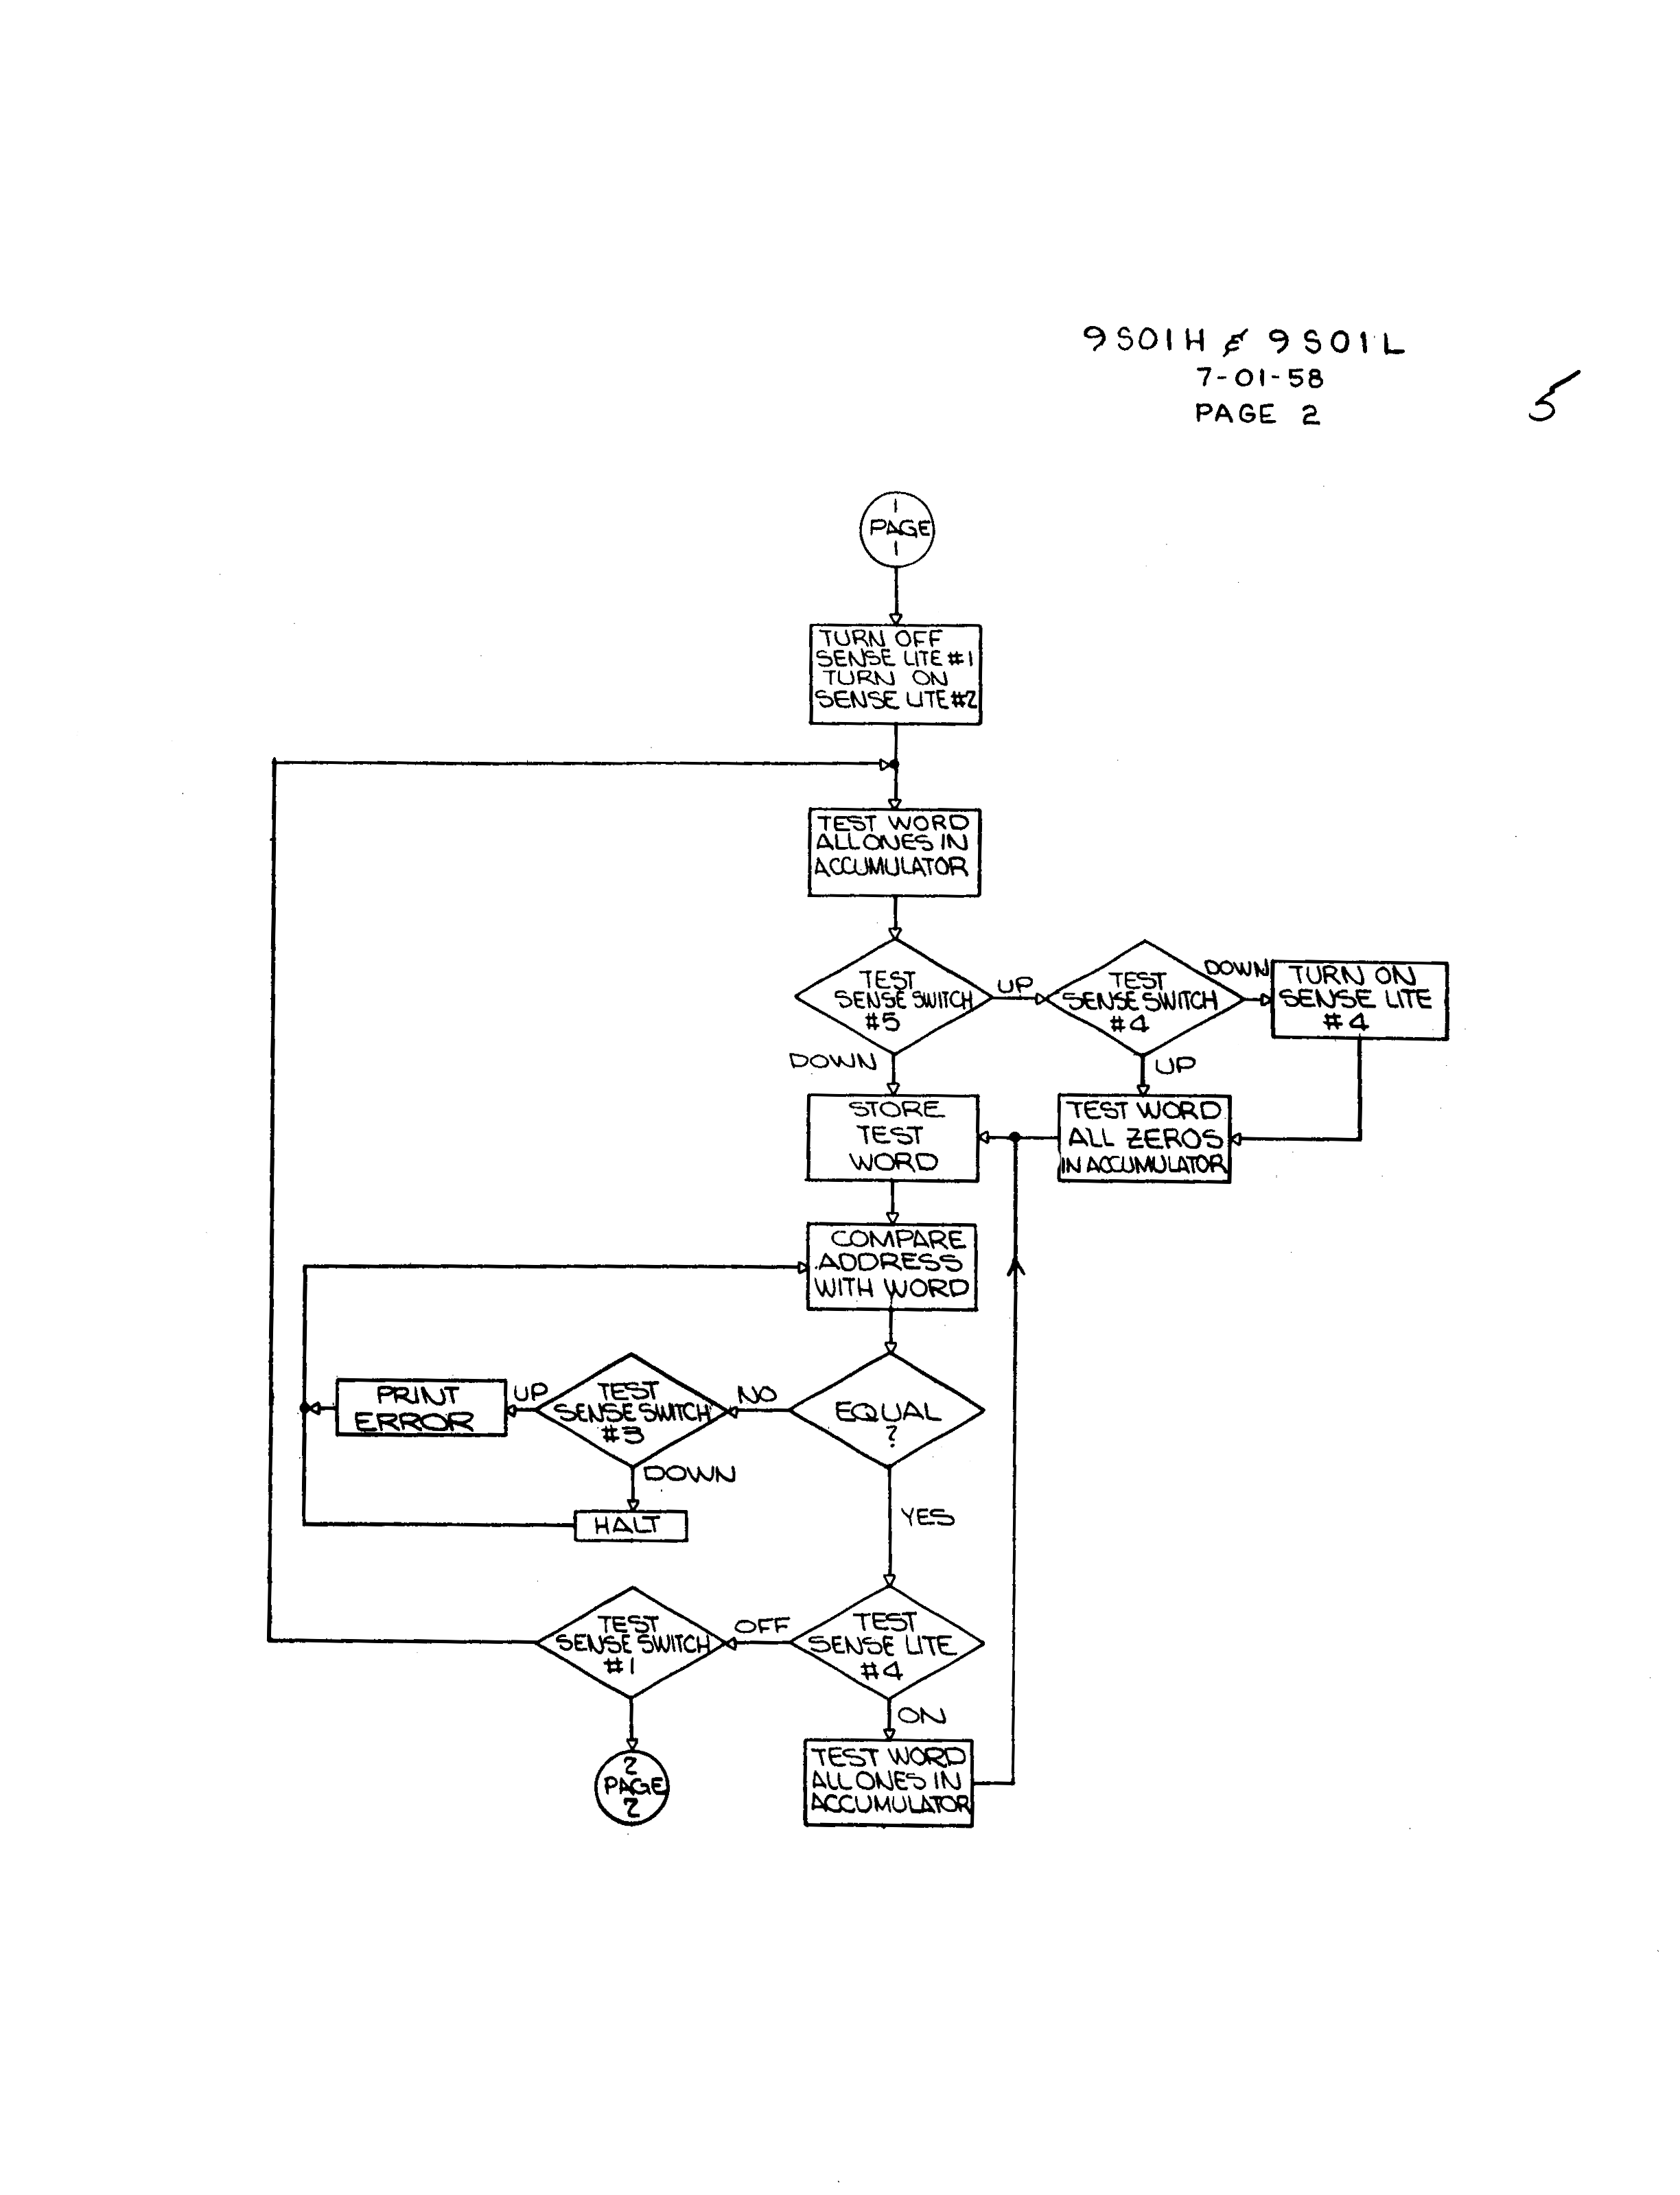 9S01H & 9S01L
7-01-58
PAGE 2
5
1
PAGE
1
TURN OFF
SENSE LITE #1
TURN ON
SENSE LITE #2
TEST WORD
ALL ONES IN
ACCUMULATOR
TEST
SENSE SWITCH
#5
UP
TEST
SENSE SWITCH
#4
DOWN
TURN ON
SENSE LITE
#4
DOWN
UP
STORE
TEST
WORD
TEST WORD
ALL ZEROS
IN ACCUMULATOR
COMPARE
ADDRESS
WITH WORD
PRINT
ERROR
UP
TEST
SENSE SWITCH
#3
NO
EQUAL
?
DOWN
HALT
YES
TEST
SENSE SWITCH
#1
OFF
TEST
SENSE LITE
#4
ON
2
PAGE
2
TEST WORD
ALL ONES IN
ACCUMULATOR